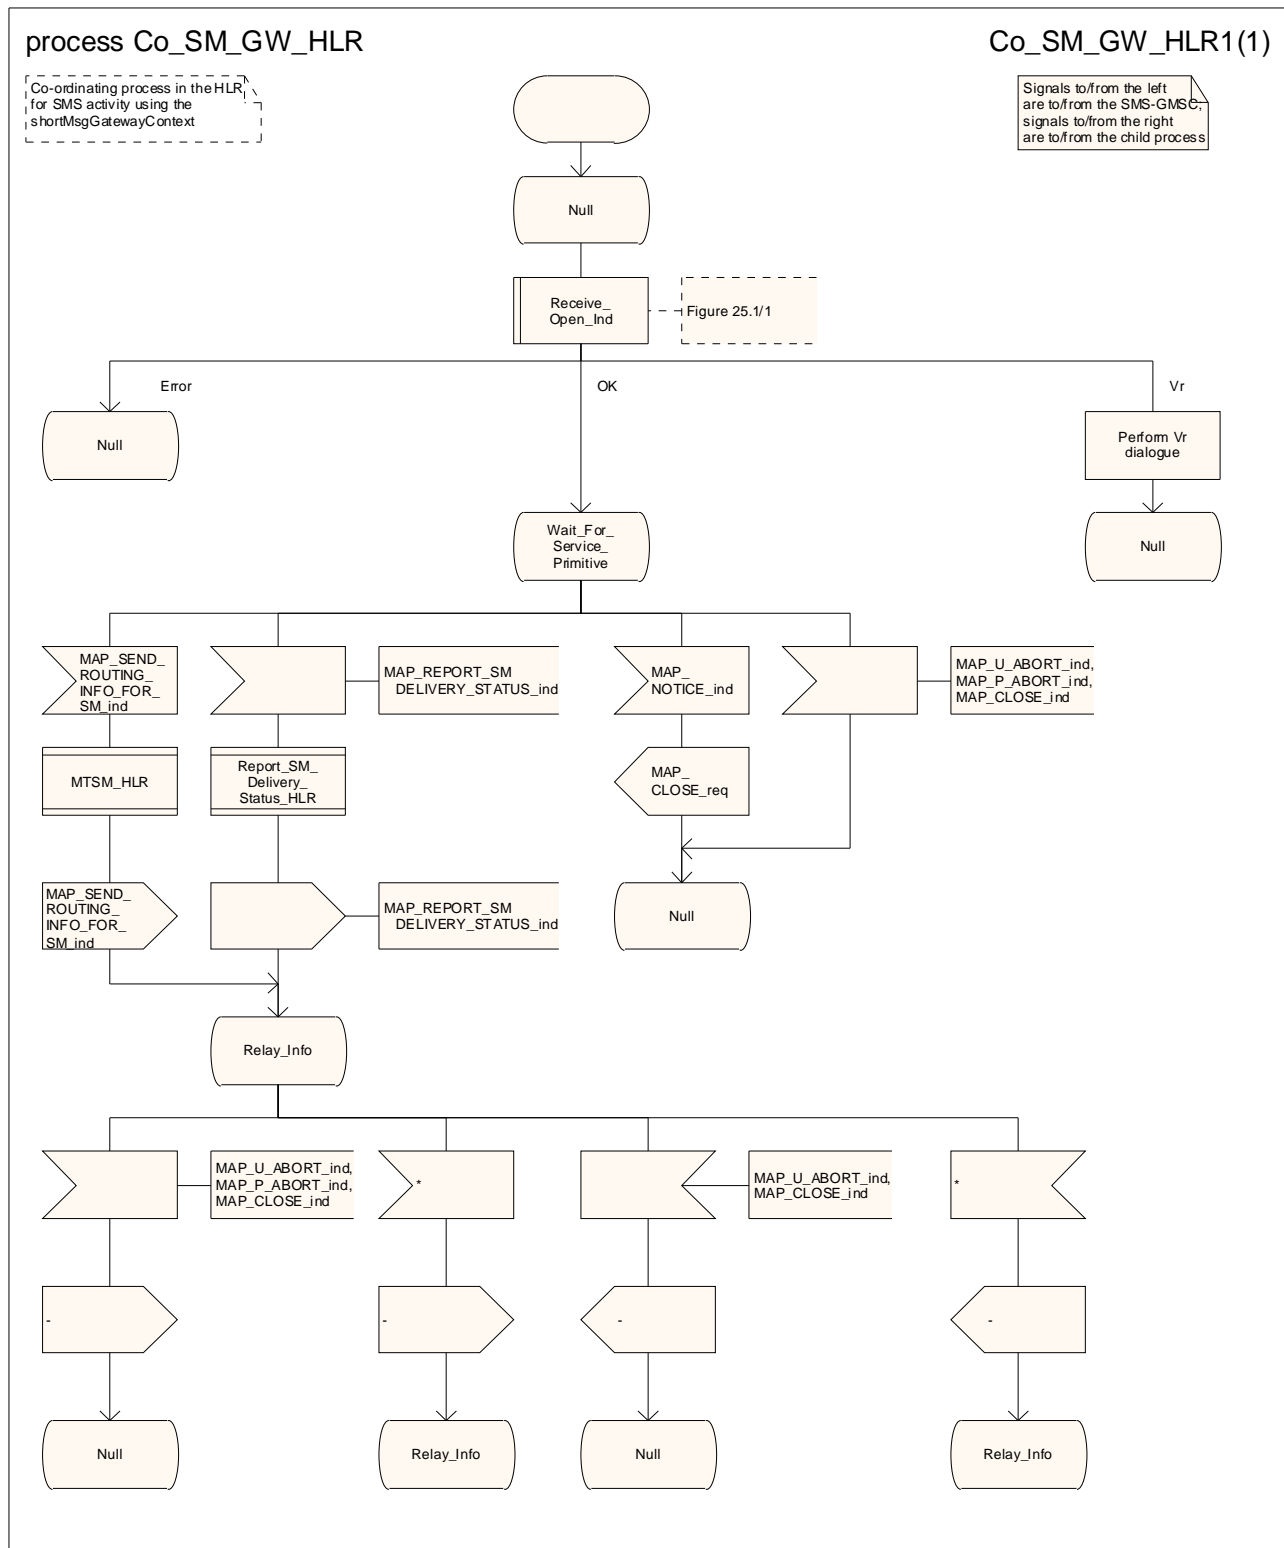 process Co_SM_GW_HLR
Co_SM_GW_HLR1(1)
Co-ordinating process in the HLR
for SMS activity using the
shortMsgGatewayContext
Signals to/from the left
are to/from the SMS-GMSC;
signals to/from the right
are to/from the child process
Null
Receive_
Open_Ind
Figure 25.1/1
Error
OK
Vr
Null
Perform Vr
dialogue
Wait_For_
Service_
Primitive
Null
MAP_SEND_
ROUTING_
INFO_FOR_
SM_ind
MAP_REPORT_SM
DELIVERY_STATUS_ind
MAP_
NOTICE_ind
MAP_U_ABORT_ind,
MAP_P_ABORT_ind,
MAP_CLOSE_ind
MTSM_HLR
Report_SM_
Delivery_
Status_HLR
MAP_
CLOSE_req
MAP_SEND_
ROUTING_
INFO_FOR_
SM_ind
MAP_REPORT_SM
DELIVERY_STATUS_ind
Null
Relay_Info
MAP_U_ABORT_ind,
MAP_P_ABORT_ind,
MAP_CLOSE_ind
*
MAP_U_ABORT_ind,
MAP_CLOSE_ind
*
-
-
-
-
Null
Relay_Info
Null
Relay_Info